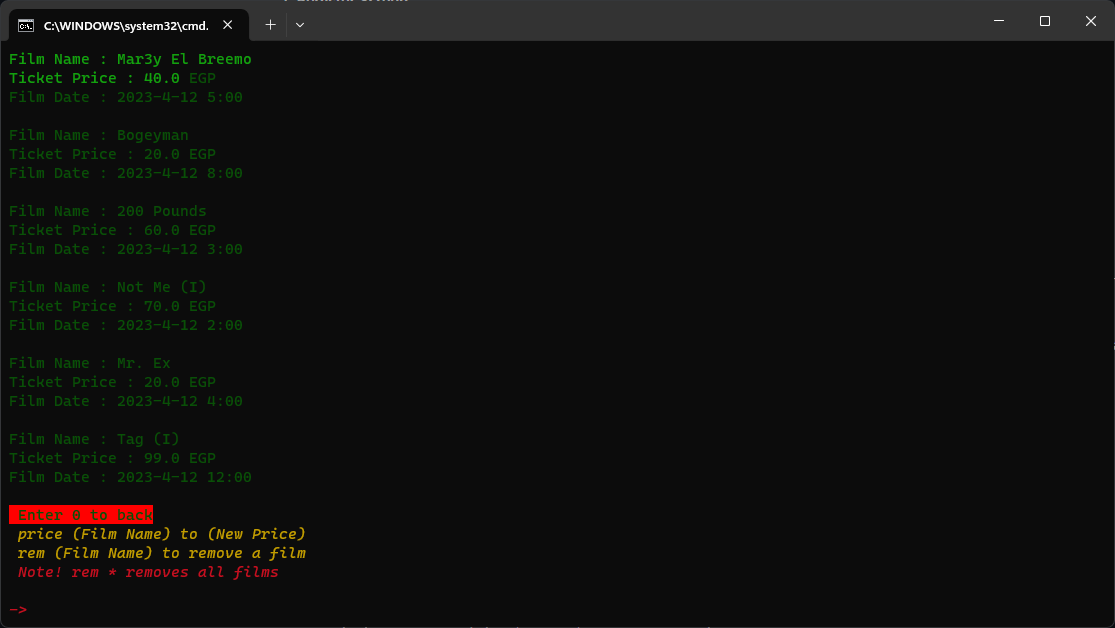 C:\WINDOWS\system32\cmd.
Film Name : Mar3y El Breemo
Ticket Price : 40.0 EGP
Film Date : 2023-4-12 5:00
Film Name : Bogeyman
Ticket Price : 20.0 EGP
Film Date : 2023-4-12 8:00
Film Name : 200 Pounds
Ticket Price : 60.0 EGP
Film Date : 2023-4-12 3:00
Film Name : Not Me (I)
Ticket Price : 70.0 EGP
Film Date : 2023-4-12 2:00
Film Name : Mr. Ex
Ticket Price : 20.0 EGP
Film Date : 2023-4-12 4:00
Film Name : Tag (I)
Ticket Price : 99.0 EGP
Film Date : 2023-4-12 12:00
Enter 0 to back
price (Film Name) to (New Price)
rem (Film Name) to remove a film
Note! rem * removes all films
->